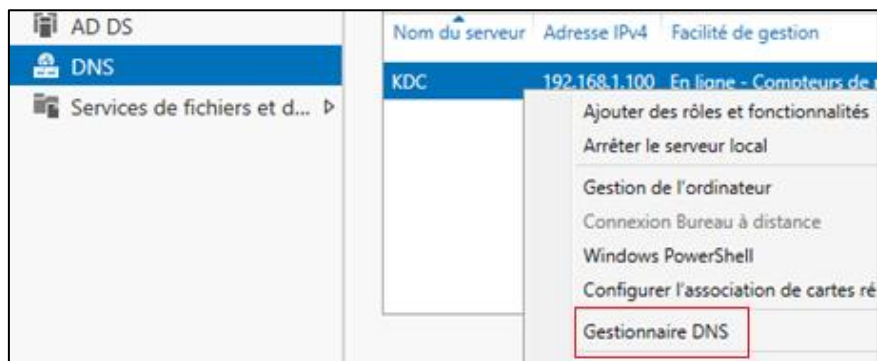 AD DS
DNS
Services de fichiers et d...
Nom du serveur Adresse IPv4 Facilité de gestion
KDC 192.168.1.100 En ligne - Compteurs de
Ajouter des rôles et fonctionnalités
Arrêter le serveur local
Gestion de l'ordinateur
Connexion Bureau à distance
Windows PowerShell
Configurer l'association de cartes ré
Gestionnaire DNS